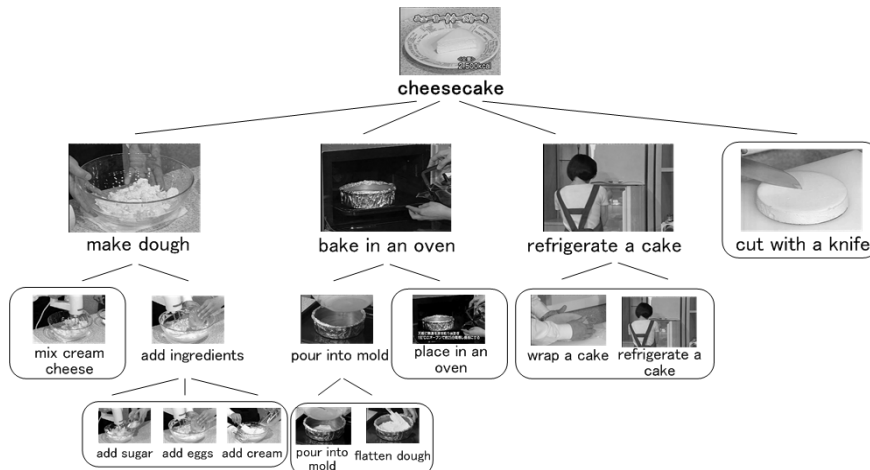 2,600kcal
cheesecake
make dough
bake in an oven
refrigerate a cake
cut with a knife
mix cream
cheese
add ingredients
pour into mold
place in an
oven
wrap a cake
refrigerate a
cake
add sugar
add eggs
add cream
pour into
mold
flatten dough